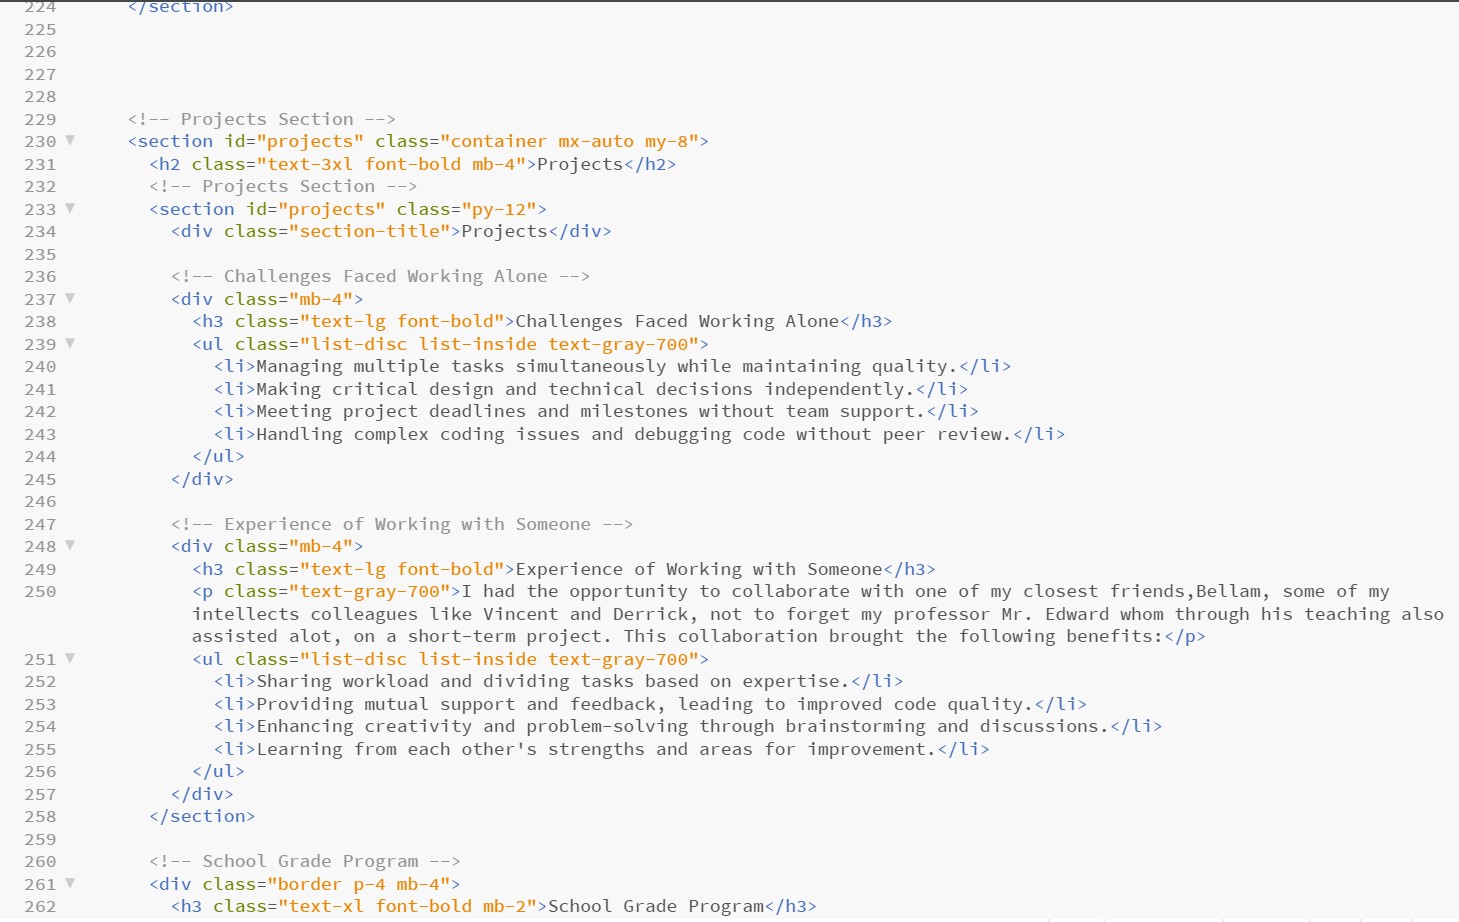 224 </section>
225
226
227
228
229 <!-- Projects Section -->
230 <section id="projects" class="container mx-auto my-8">
231 <h2 class="text-3xl font-bold mb-4">Projects</h2>
232 <!-- Projects Section -->
233 <section id="projects" class="py-12">
234 <div class="section-title">Projects</div>
235
236 <!-- Challenges Faced Working Alone -->
237 <div class="mb-4">
238 <h3 class="text-lg font-bold">Challenges Faced Working Alone</h3>
239 <ul class="list-disc list-inside text-gray-700">
240 <li>Managing multiple tasks simultaneously while maintaining quality.</li>
241 <li>Making critical design and technical decisions independently.</li>
242 <li>Meeting project deadlines and milestones without team support.</li>
243 <li>Handling complex coding issues and debugging code without peer review.</li>
244 </ul>
245 </div>
246
247 <!-- Experience of Working with Someone -->
248 <div class="mb-4">
249 <h3 class="text-lg font-bold">Experience of Working with Someone</h3>
250 <p class="text-gray-700">I had the opportunity to collaborate with one of my closest friends,Bellam, some of my
intellects colleagues like Vincent and Derrick, not to forget my professor Mr. Edward whom through his teaching also
assisted alot, on a short-term project. This collaboration brought the following benefits:</p>
251 <ul class="list-disc list-inside text-gray-700">
252 <li>Sharing workload and dividing tasks based on expertise.</li>
253 <li>Providing mutual support and feedback, leading to improved code quality.</li>
254 <li>Enhancing creativity and problem-solving through brainstorming and discussions.</li>
255 <li>Learning from each other's strengths and areas for improvement.</li>
256 </ul>
257 </div>
258 </section>
259
260 <!-- School Grade Program -->
261 <div class="border p-4 mb-4">
262 <h3 class="text-xl font-bold mb-2">School Grade Program</h3>